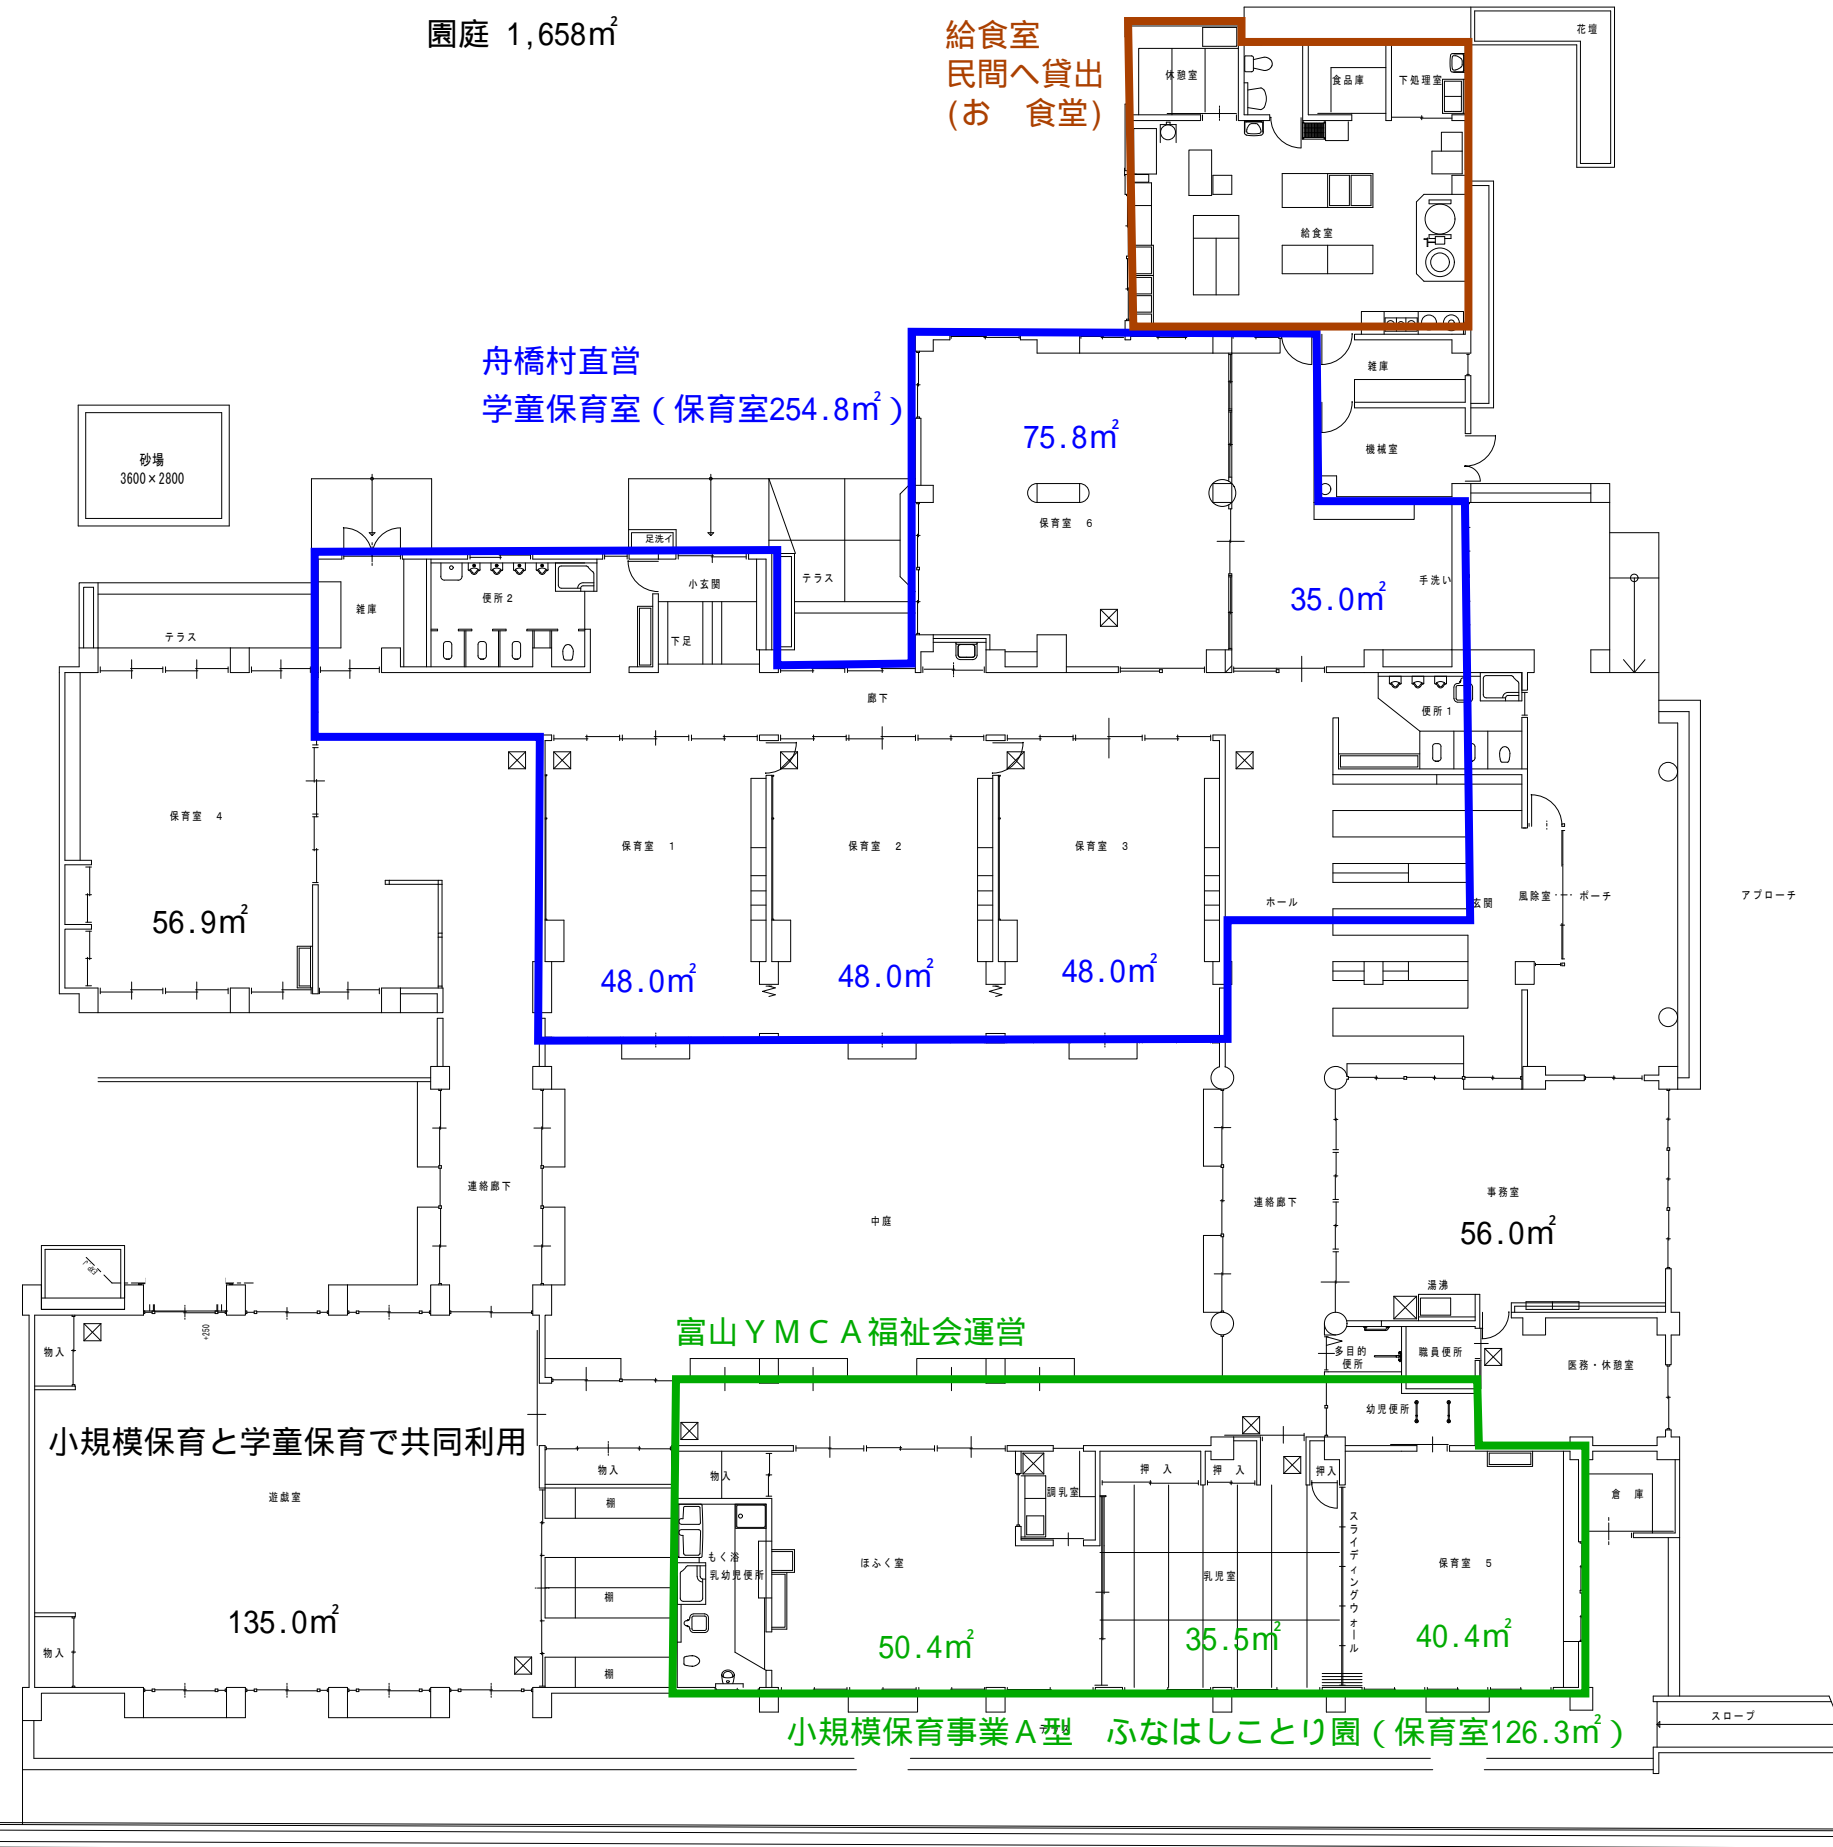 園庭 1,658㎡
給食室
民間へ貸出
(お　食堂)
花壇
休憩室
食品庫
下処理室
給食室
舟橋村直営
学童保育室（保育室254.8㎡）
雑庫
75.8㎡
機械室
砂場
3600×2800
保育室 6
足洗イ
小玄関
テラス
手洗い
35.0㎡
便所2
雑庫
テラス
下足
廊下
便所1
保育室 4
保育室 1
保育室 2
保育室 3
ホール
玄関
風除室
ポーチ
アプローチ
56.9㎡
48.0㎡
48.0㎡
48.0㎡
連絡廊下
中庭
連絡廊下
事務室
56.0㎡
湯沸
富山ＹＭＣＡ福祉会運営
+250
物入
多目的
便所
職員便所
医務・休憩室
幼児便所
小規模保育と学童保育で共同利用
遊戯室
物入
物入
押 入
押 入
押入
調乳室
倉 庫
棚
スライディングウォール
もく浴
乳幼児便所
ほふく室
乳児室
保育室 5
棚
135.0㎡
50.4㎡
35.5㎡
40.4㎡
物入
棚
テラス
小規模保育事業Ａ型　ふなはしことり園（保育室126.3㎡）
スロープ